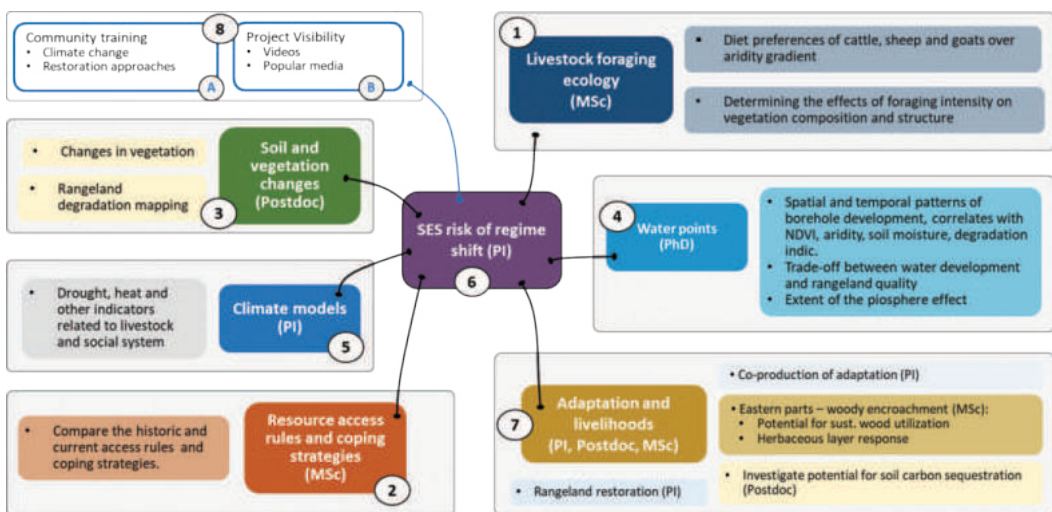 8
Community training
• Climate change
• Restoration approaches
A
Project Visibility
• Videos
• Popular media
B
1
Livestock foraging
ecology
(MSc)
• Diet preferences of cattle, sheep and goats over
aridity gradient
• Determining the effects of foraging intensity on
vegetation composition and structure
• Changes in vegetation
• Rangeland
degradation mapping
Soil and
vegetation
changes
(Postdoc)
3
SES risk of regime
shift (PI)
6
4
Water points
(PhD)
• Spatial and temporal patterns of
borehole development, correlates with
NDVI, aridity, soil moisture, degradation
indic.
• Trade-off between water development
and rangeland quality
• Extent of the piosphere effect
• Drought, heat and
other indicators
related to livestock
and social system
Climate models
(PI)
5
• Compare the historic and
current access rules and
coping strategies.
Resource access
rules and coping
strategies
(MSc)
2
7
Adaptation and
livelihoods
(PI, Postdoc, MSc)
• Rangeland restoration (PI)
• Co-production of adaptation (PI)
• Eastern parts – woody encroachment (MSc):
• Potential for sust. wood utilization
• Herbaceous layer response
• Investigate potential for soil carbon sequestration
(Postdoc)